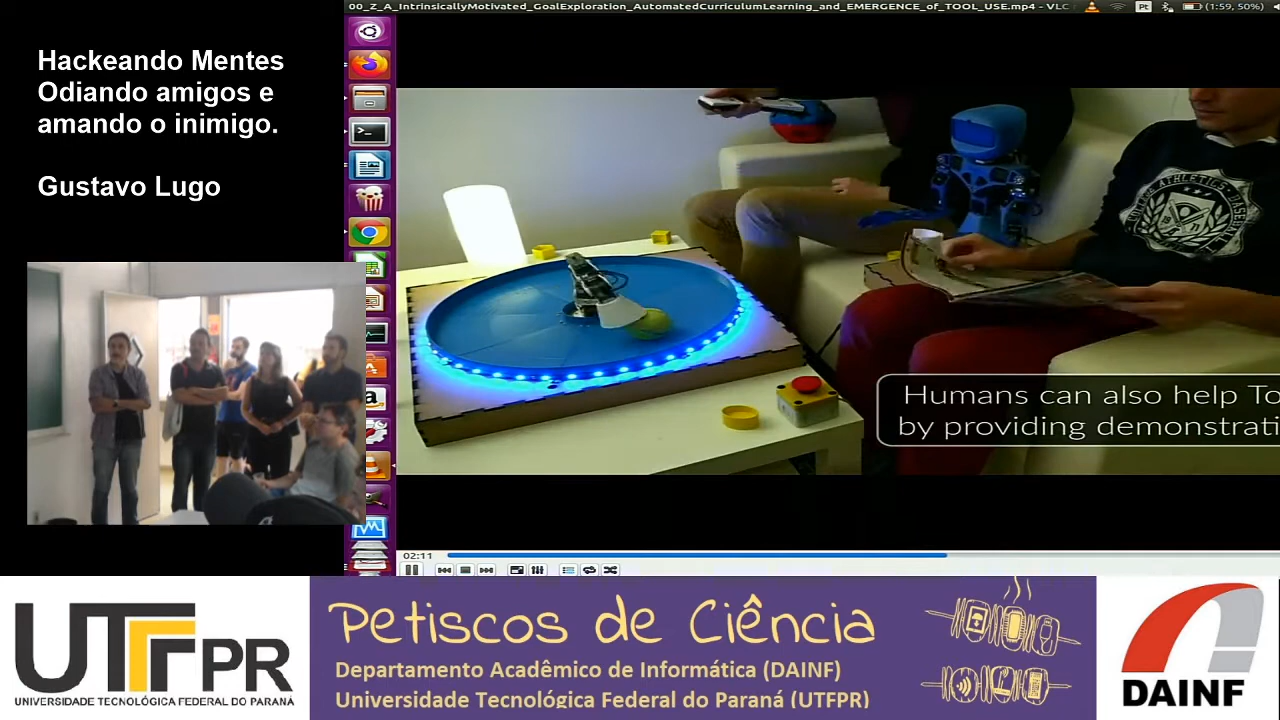 00_Z_A_IntrinsicallyMotivated_GoalExploration_AutomatedCurriculumLearning_and_EMERGENCE_of_TOOL_USE.mp4 - VLC
Pt
(1:59, 50%)
Hackeando Mentes
Odiando amigos e
amando o inimigo.
Gustavo Lugo
ATHLETICS
Humans can also help To
by providing demonstrati
02:11
UTFPR
UNIVERSIDADE TECNOLÓGICA FEDERAL DO PARANÁ
Petiscos de Ciência
Departamento Acadêmico de Informática (DAINF)
Universidade Tecnológica Federal do Paraná (UTFPR)
DAINF